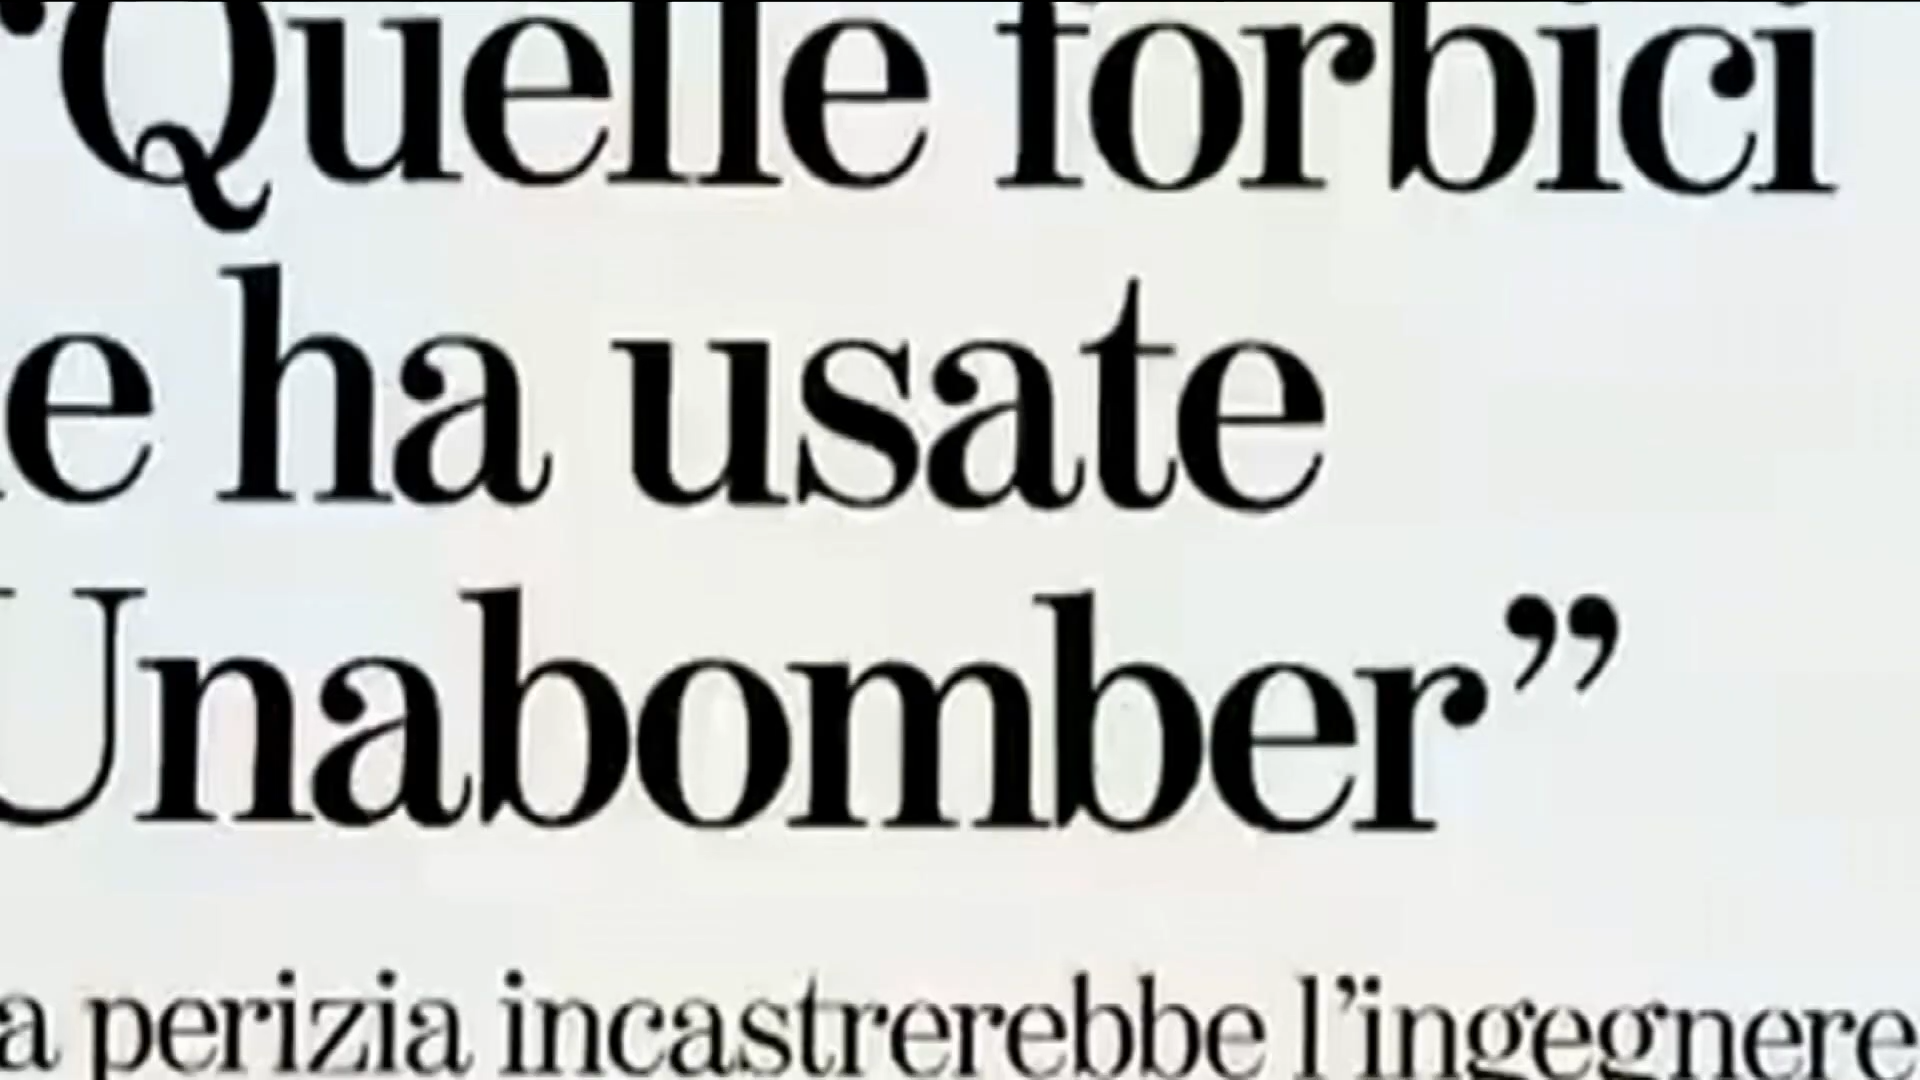 “Quelle forbici
e ha usate
Unabomber”
a perizia incastrerebbe l’ingegnere